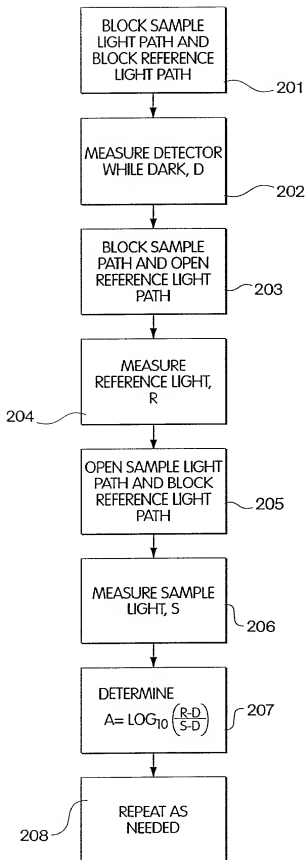 BLOCK SAMPLE
LIGHT PATH AND
BLOCK REFERENCE
LIGHT PATH
201
MEASURE DETECTOR
WHILE DARK, D
202
BLOCK SAMPLE
PATH AND OPEN
REFERENCE LIGHT
PATH
203
MEASURE
REFERENCE LIGHT,
R
204
OPEN SAMPLE LIGHT
PATH AND BLOCK
REFERENCE LIGHT
PATH
205
MEASURE SAMPLE
LIGHT, S
206
DETERMINE
A= LOG10 (R-D/S-D)
207
REPEAT AS
NEEDED
208